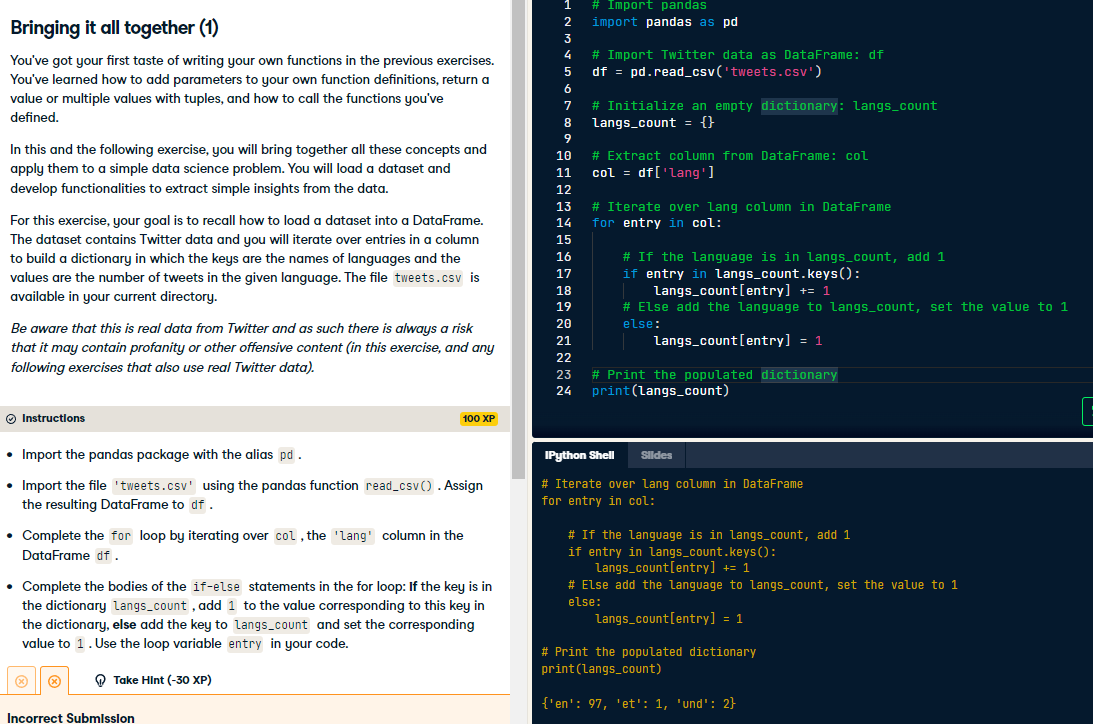 Bringing it all together (1)
You've got your first taste of writing your own functions in the previous exercises.
You've learned how to add parameters to your own function definitions, return a
value or multiple values with tuples, and how to call the functions you've
defined.
In this and the following exercise, you will bring together all these concepts and
apply them to a simple data science problem. You will load a dataset and
develop functionalities to extract simple insights from the data.
For this exercise, your goal is to recall how to load a dataset into a DataFrame.
The dataset contains Twitter data and you will iterate over entries in a column
to build a dictionary in which the keys are the names of languages and the
values are the number of tweets in the given language. The file tweets.csv is
available in your current directory.
Be aware that this is real data from Twitter and as such there is always a risk
that it may contain profanity or other offensive content (in this exercise, and any
following exercises that also use real Twitter data).
Instructions
100 XP
• Import the pandas package with the alias pd .
• Import the file 'tweets.csv' using the pandas function read_csv() . Assign
the resulting DataFrame to df .
• Complete the for loop by iterating over col , the 'lang' column in the
DataFrame df .
• Complete the bodies of the if-else statements in the for loop: if the key is in
the dictionary langs_count , add 1 to the value corresponding to this key in
the dictionary, else add the key to langs_count and set the corresponding
value to 1 . Use the loop variable entry in your code.
Take Hint (-30 XP)
Incorrect Submission
1 # Import pandas
2 import pandas as pd
3
4 # Import Twitter data as DataFrame: df
5 df = pd.read_csv('tweets.csv')
6
7 # Initialize an empty dictionary: langs_count
8 langs_count = {}
9
10 # Extract column from DataFrame: col
11 col = df['lang']
12
13 # Iterate over lang column in DataFrame
14 for entry in col:
15
16     # If the language is in langs_count, add 1
17     if entry in langs_count.keys():
18         langs_count[entry] += 1
19     # Else add the language to langs_count, set the value to 1
20     else:
21         langs_count[entry] = 1
22
23 # Print the populated dictionary
24 print(langs_count)
IPython Shell
Slides
# Iterate over lang column in DataFrame
for entry in col:
    # If the language is in langs_count, add 1
    if entry in langs_count.keys():
        langs_count[entry] += 1
    # Else add the language to langs_count, set the value to 1
    else:
        langs_count[entry] = 1
# Print the populated dictionary
print(langs_count)
{'en': 97, 'et': 1, 'und': 2}